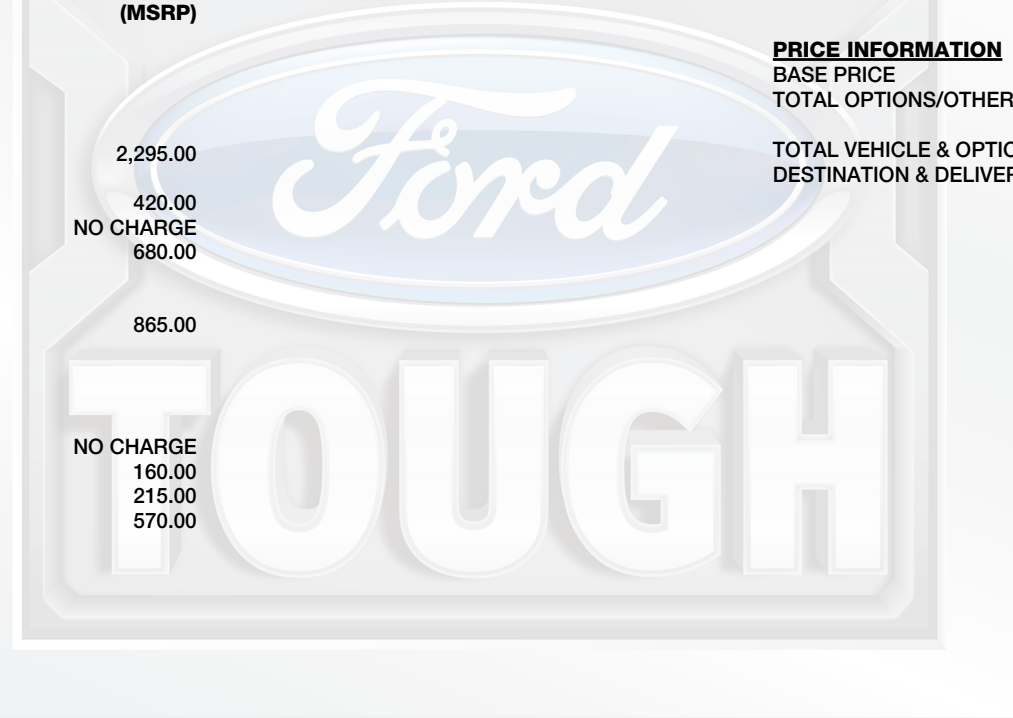 (MSRP)
2,295.00
420.00
NO CHARGE
680.00
865.00
NO CHARGE
160.00
215.00
570.00
PRICE INFORMATION
BASE PRICE
TOTAL OPTIONS/OTHER
TOTAL VEHICLE & OPTIO
DESTINATION & DELIVER
Ford
TOUGH